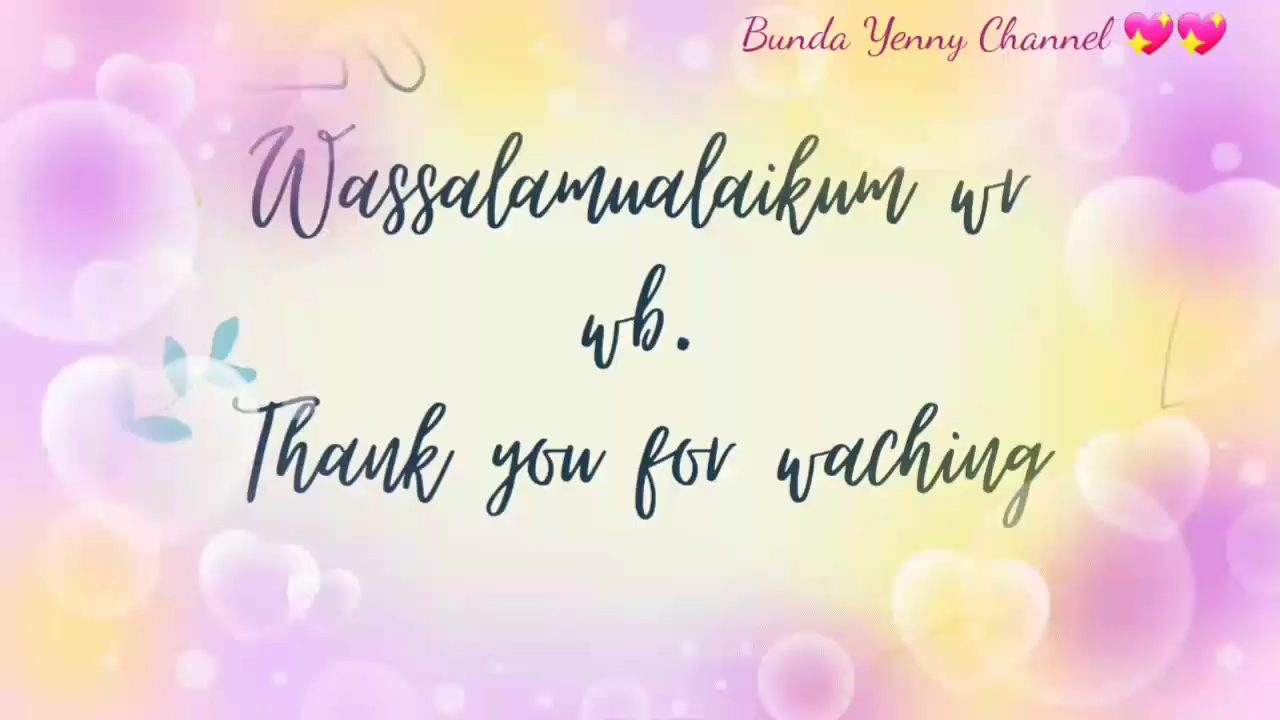 Bunda Yenny Channel 💖💖
Wassalamualaikum wr
wb.
Thank you for waching